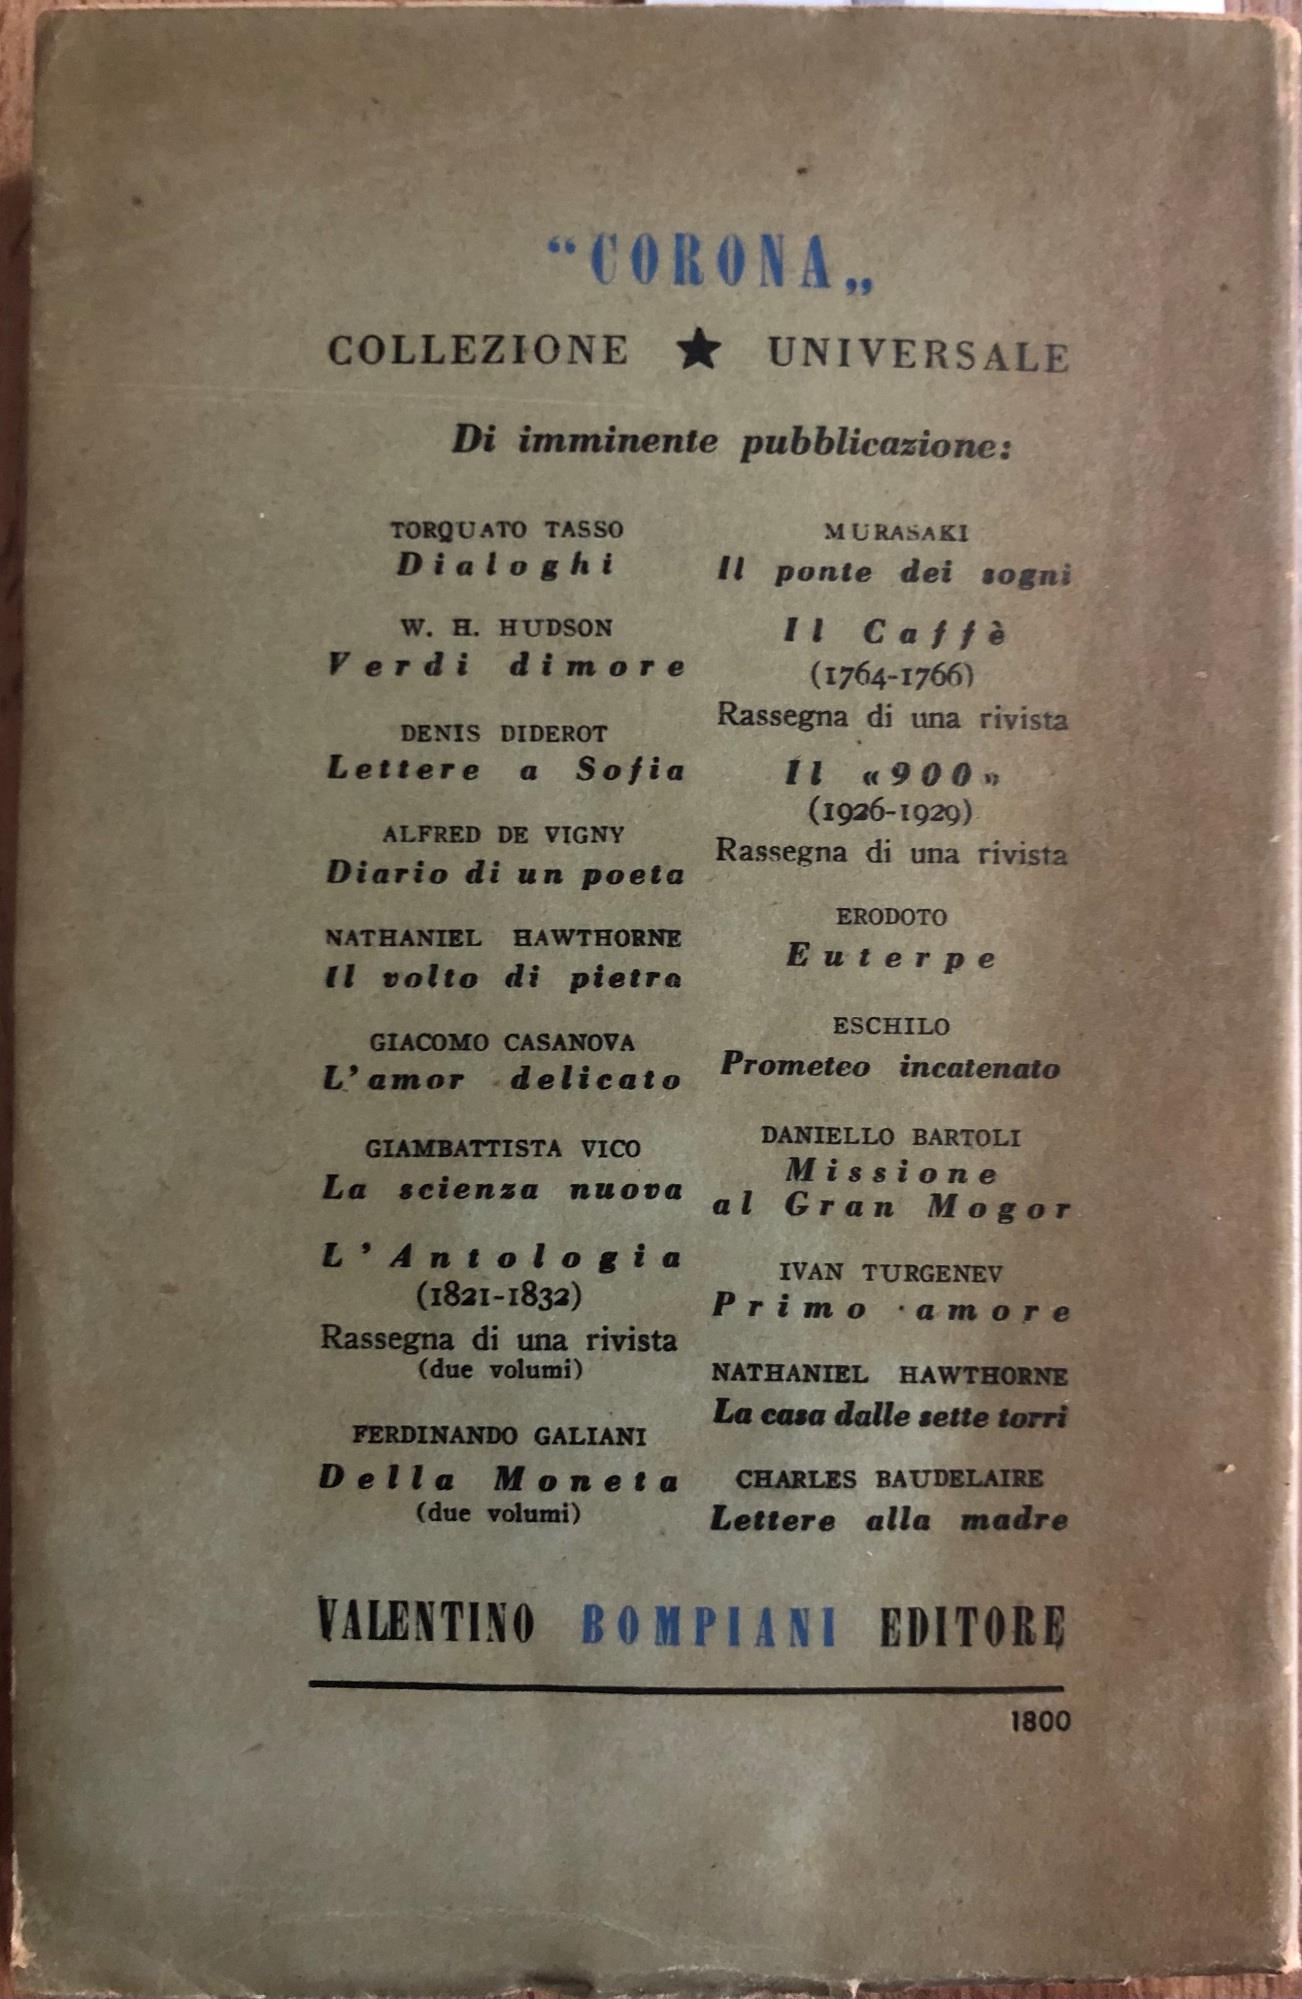 “CORONA„
COLLEZIONE ★ UNIVERSALE
Di imminente pubblicazione:
TORQUATO TASSO
Dialoghi
W. H. HUDSON
Verdi dimore
DENIS DIDEROT
Lettere a Sofia
ALFRED DE VIGNY
Diario di un poeta
NATHANIEL HAWTHORNE
Il volto di pietra
GIACOMO CASANOVA
L'amor delicato
GIAMBATTISTA VICO
La scienza nuova
L'Antologia
(1821-1832)
Rassegna di una rivista
(due volumi)
FERDINANDO GALIANI
Della Moneta
(due volumi)
MURASAKI
Il ponte dei sogni
Il Caffè
(1764-1766)
Rassegna di una rivista
Il «900»
(1926-1929)
Rassegna di una rivista
ERODOTO
Euterpe
ESCHILO
Prometeo incatenato
DANIELLO BARTOLI
Missione
al Gran Mogor
IVAN TURGENEV
Primo amore
NATHANIEL HAWTHORNE
La casa dalle sette torri
CHARLES BAUDELAIRE
Lettere alla madre
VALENTINO BOMPIANI EDITORE
1800